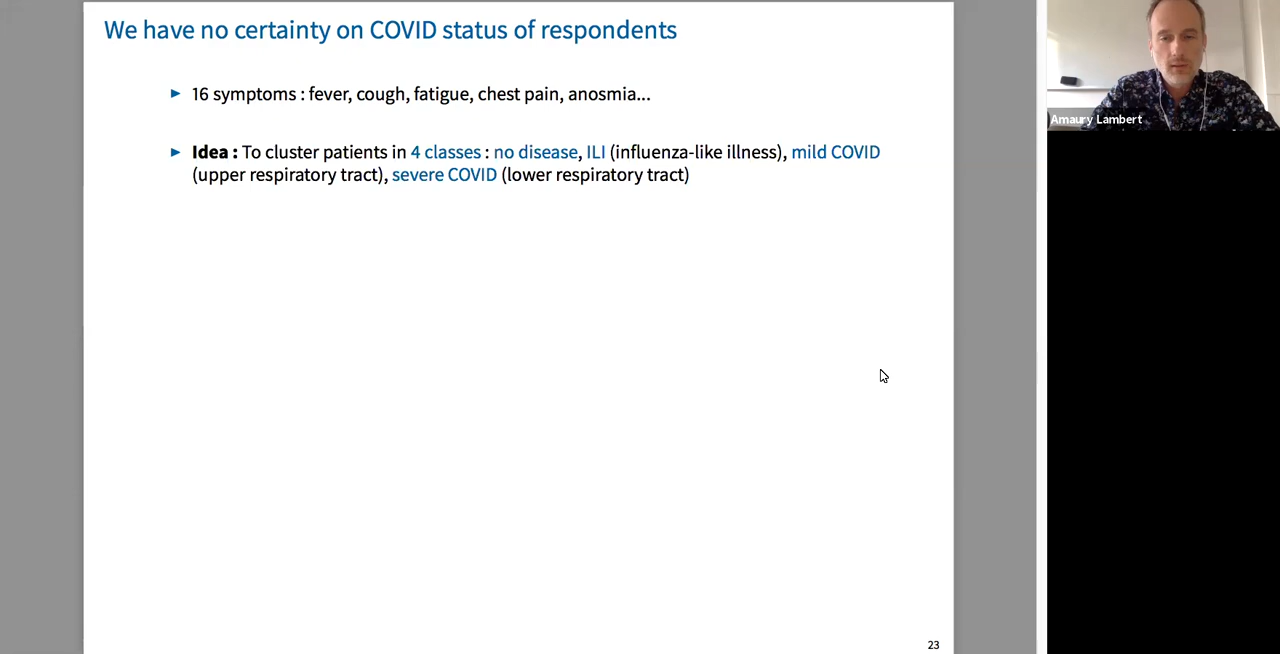 We have no certainty on COVID status of respondents
► 16 symptoms : fever, cough, fatigue, chest pain, anosmia...
► Idea : To cluster patients in 4 classes : no disease, ILI (influenza-like illness), mild COVID
(upper respiratory tract), severe COVID (lower respiratory tract)
23
Amaury Lambert